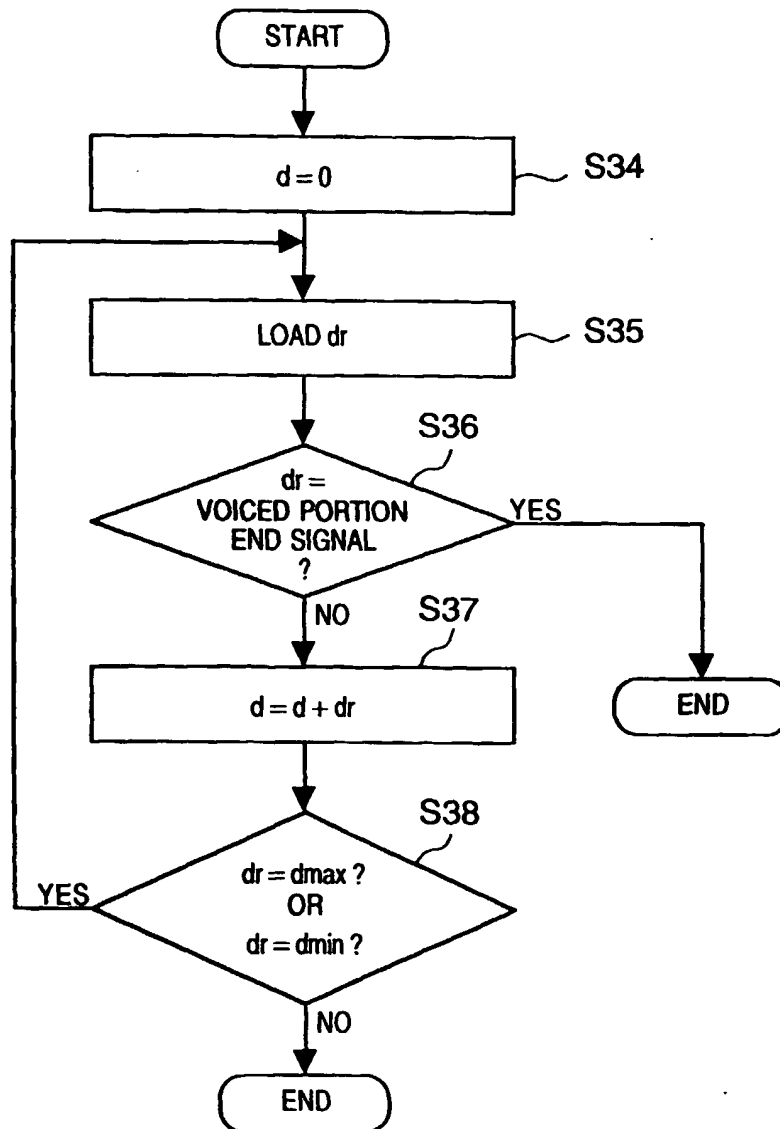 START
d = 0
S34
LOAD dr
S35
S36
dr =
VOICED PORTION
END SIGNAL
?
YES
NO
S37
d = d + dr
END
S38
dr = dmax ?
OR
dr = dmin ?
YES
NO
END